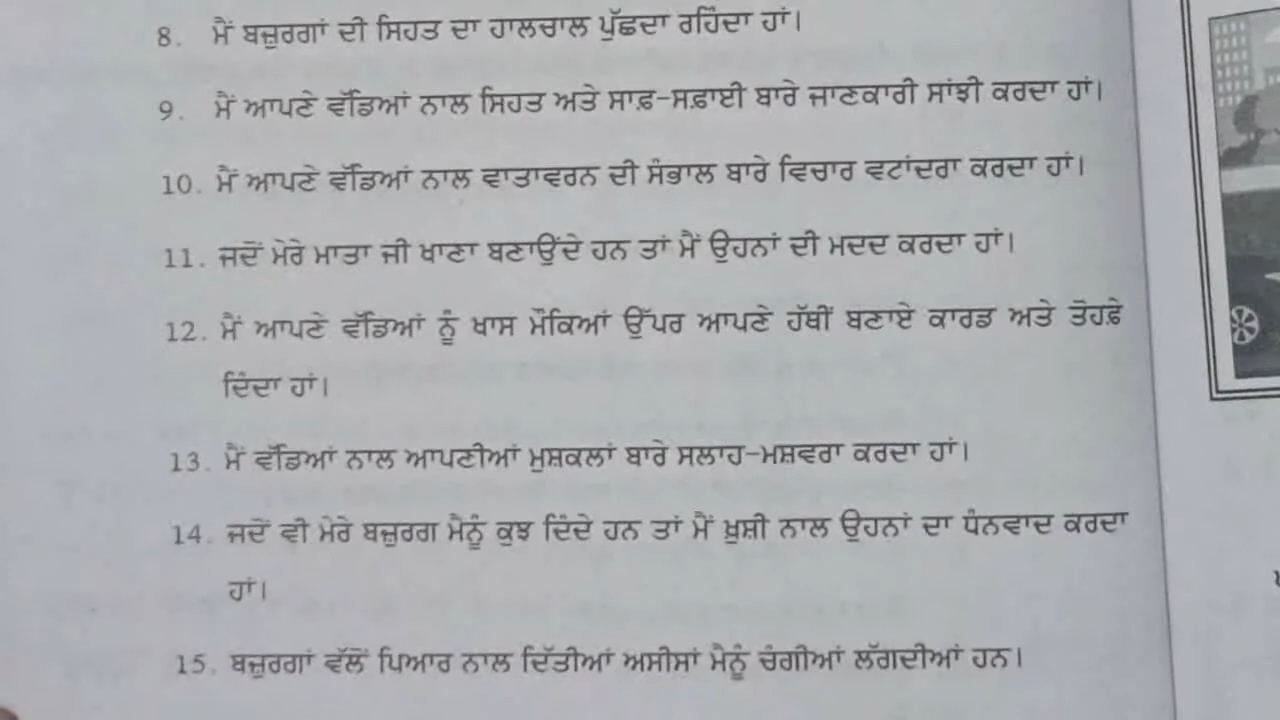 8. ਮੈਂ ਬਜ਼ੁਰਗਾਂ ਦੀ ਸਿਹਤ ਦਾ ਹਾਲਚਾਲ ਪੁੱਛਦਾ ਰਹਿੰਦਾ ਹਾਂ।
9. ਮੈਂ ਆਪਣੇ ਵੱਡਿਆਂ ਨਾਲ ਸਿਹਤ ਅਤੇ ਸਾਫ਼-ਸਫ਼ਾਈ ਬਾਰੇ ਜਾਣਕਾਰੀ ਸਾਂਝੀ ਕਰਦਾ ਹਾਂ।
10. ਮੈਂ ਆਪਣੇ ਵੱਡਿਆਂ ਨਾਲ ਵਾਤਾਵਰਨ ਦੀ ਸੰਭਾਲ ਬਾਰੇ ਵਿਚਾਰ ਵਟਾਂਦਰਾ ਕਰਦਾ ਹਾਂ।
11. ਜਦੋਂ ਮੇਰੇ ਮਾਤਾ ਜੀ ਖਾਣਾ ਬਣਾਉਂਦੇ ਹਨ ਤਾਂ ਮੈਂ ਉਹਨਾਂ ਦੀ ਮਦਦ ਕਰਦਾ ਹਾਂ।
12. ਮੈਂ ਆਪਣੇ ਵੱਡਿਆਂ ਨੂੰ ਖਾਸ ਮੌਕਿਆਂ ਉੱਪਰ ਆਪਣੇ ਹੱਥੀਂ ਬਣਾਏ ਕਾਰਡ ਅਤੇ ਤੋਹਫ਼ੇ
ਦਿੰਦਾ ਹਾਂ।
13. ਮੈਂ ਵੱਡਿਆਂ ਨਾਲ ਆਪਣੀਆਂ ਮੁਸ਼ਕਲਾਂ ਬਾਰੇ ਸਲਾਹ-ਮਸ਼ਵਰਾ ਕਰਦਾ ਹਾਂ।
14. ਜਦੋਂ ਵੀ ਮੇਰੇ ਬਜ਼ੁਰਗ ਮੈਨੂੰ ਕੁਝ ਦਿੰਦੇ ਹਨ ਤਾਂ ਮੈਂ ਖ਼ੁਸ਼ੀ ਨਾਲ ਉਹਨਾਂ ਦਾ ਧੰਨਵਾਦ ਕਰਦਾ
ਹਾਂ।
15. ਬਜ਼ੁਰਗਾਂ ਵੱਲੋਂ ਪਿਆਰ ਨਾਲ ਦਿੱਤੀਆਂ ਅਸੀਸਾਂ ਮੈਨੂੰ ਚੰਗੀਆਂ ਲੱਗਦੀਆਂ ਹਨ।